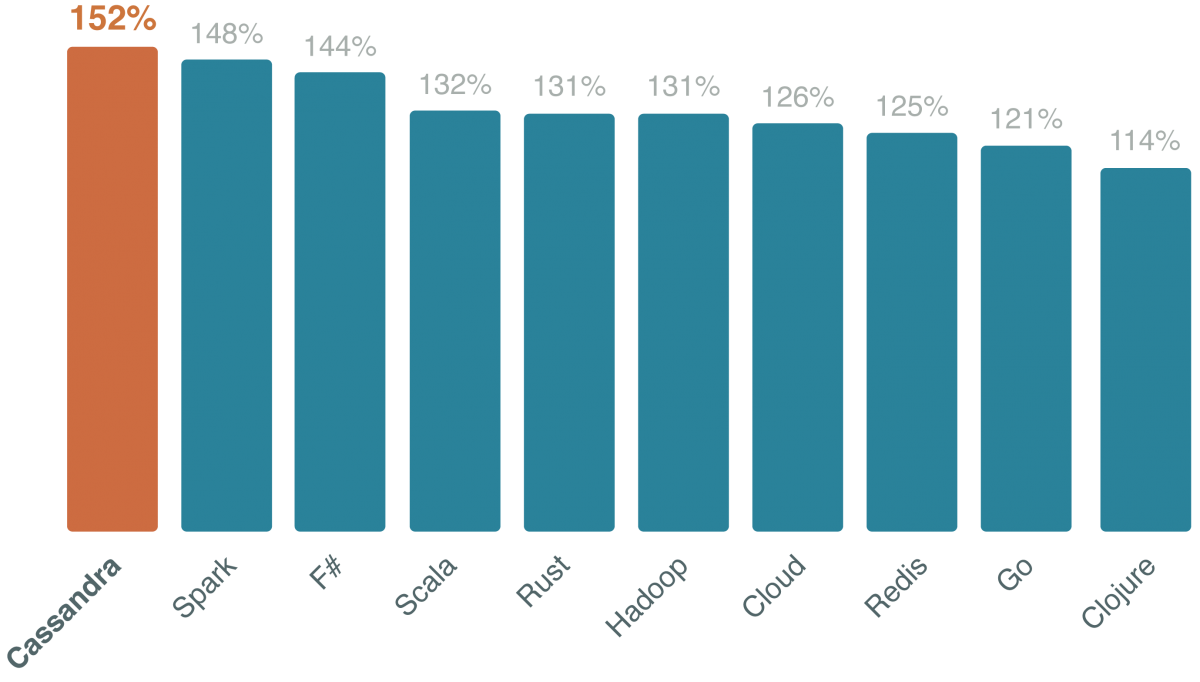 152%
148%
144%
132%
131%
131%
126%
125%
121%
114%
Cassandra
Spark
F#
Scala
Rust
Hadoop
Cloud
Redis
Go
Clojure